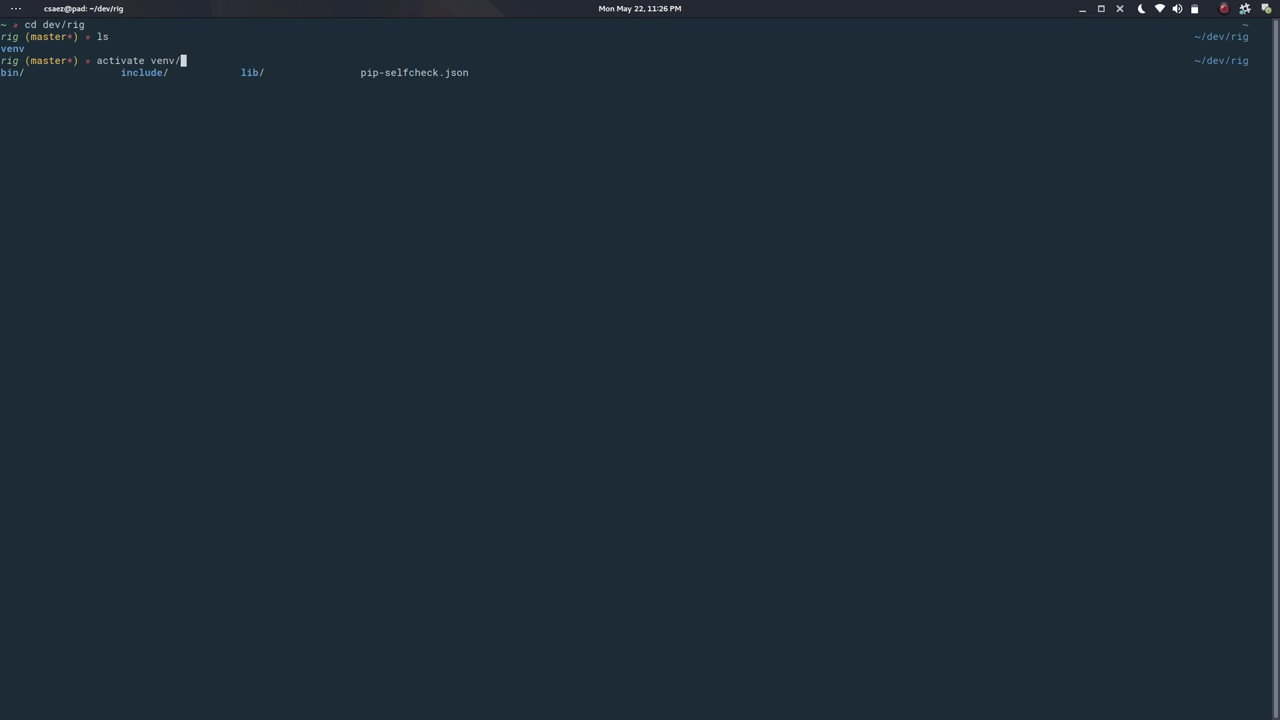 ··· csaez@pad: ~/dev/rig Mon May 22, 11:26 PM
~ » cd dev/rig ~
rig (master*) » ls ~/dev/rig
venv
rig (master*) » activate venv/ ~/dev/rig
bin/ include/ lib/ pip-selfcheck.json